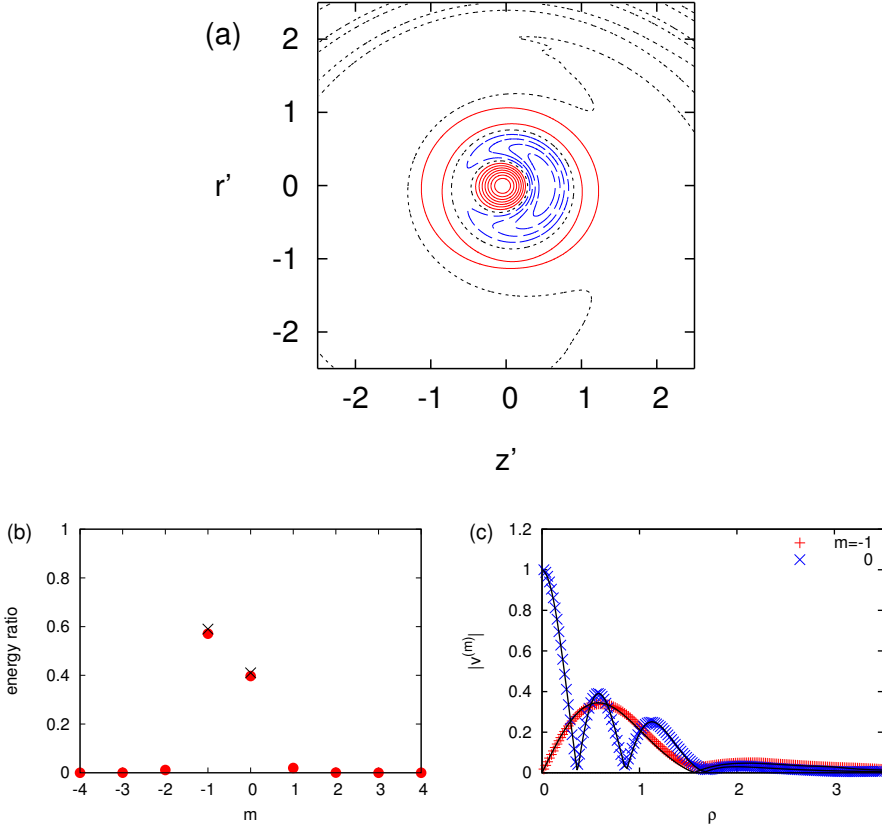 (a)
2
1
0
-1
-2
r'
-2 -1 0 1 2
z'
(b)
1
0.8
0.6
0.4
0.2
0
energy ratio
-4 -3 -2 -1 0 1 2 3 4
m
(c)
1.2
1
0.8
0.6
0.4
0.2
0
|v^(m)|
m=-1
0
0 1 2 3
ρ